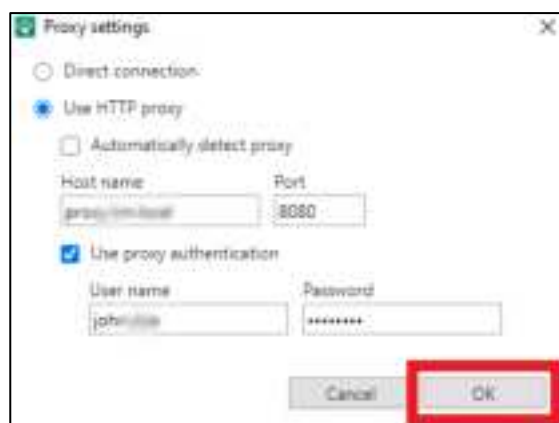 Proxy settings
Direct connection
Use HTTP proxy
Automatically detect proxy
Host name Port
8080
Use proxy authentication
User name Password
••••••••
Cancel OK